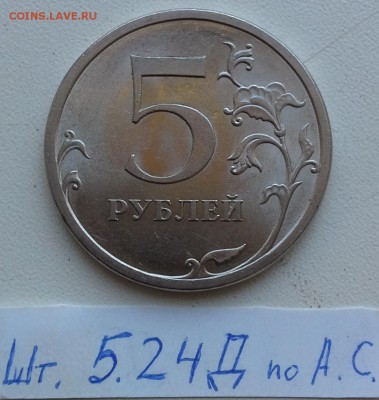 COINS.LAVE.RU
5
РУБЛЕЙ
Шт. 5.24Д по А.С.